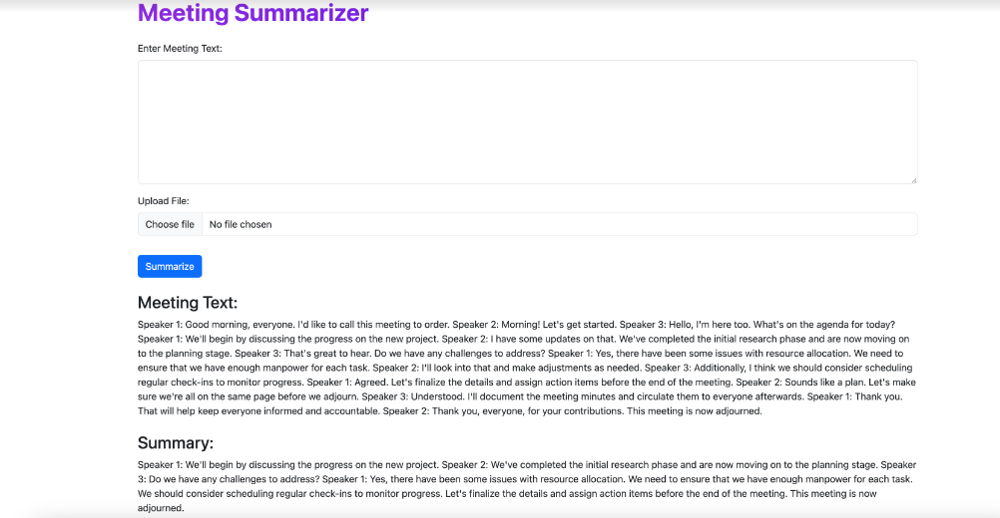 Meeting Summarizer
Enter Meeting Text:
Upload File:
Choose file No file chosen
Summarize
Meeting Text:
Speaker 1: Good morning, everyone. I'd like to call this meeting to order. Speaker 2: Morning! Let's get started. Speaker 3: Hello, I'm here too. What's on the agenda for today?
Speaker 1: We'll begin by discussing the progress on the new project. Speaker 2: I have some updates on that. We've completed the initial research phase and are now moving on
to the planning stage. Speaker 3: That's great to hear. Do we have any challenges to address? Speaker 1: Yes, there have been some issues with resource allocation. We need to
ensure that we have enough manpower for each task. Speaker 2: I'll look into that and make adjustments as needed. Speaker 3: Additionally, I think we should consider scheduling
regular check-ins to monitor progress. Speaker 1: Agreed. Let's finalize the details and assign action items before the end of the meeting. Speaker 2: Sounds like a plan. Let's make
sure we're all on the same page before we adjourn. Speaker 3: Understood. I'll document the meeting minutes and circulate them to everyone afterwards. Speaker 1: Thank you.
That will help keep everyone informed and accountable. Speaker 2: Thank you, everyone, for your contributions. This meeting is now adjourned.
Summary:
Speaker 1: We'll begin by discussing the progress on the new project. Speaker 2: We've completed the initial research phase and are now moving on to the planning stage. Speaker
3: Do we have any challenges to address? Speaker 1: Yes, there have been some issues with resource allocation. We need to ensure that we have enough manpower for each task.
We should consider scheduling regular check-ins to monitor progress. Let's finalize the details and assign action items before the end of the meeting. This meeting is now
adjourned.